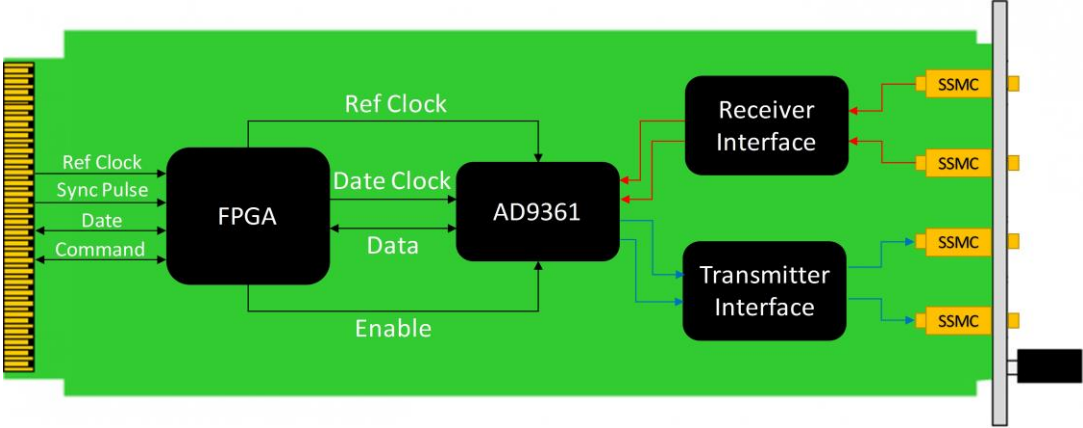 Ref Clock
Sync Pulse
Date
Command
FPGA
Ref Clock
Date Clock
Data
Enable
AD9361
Receiver
Interface
Transmitter
Interface
SSMC
SSMC
SSMC
SSMC